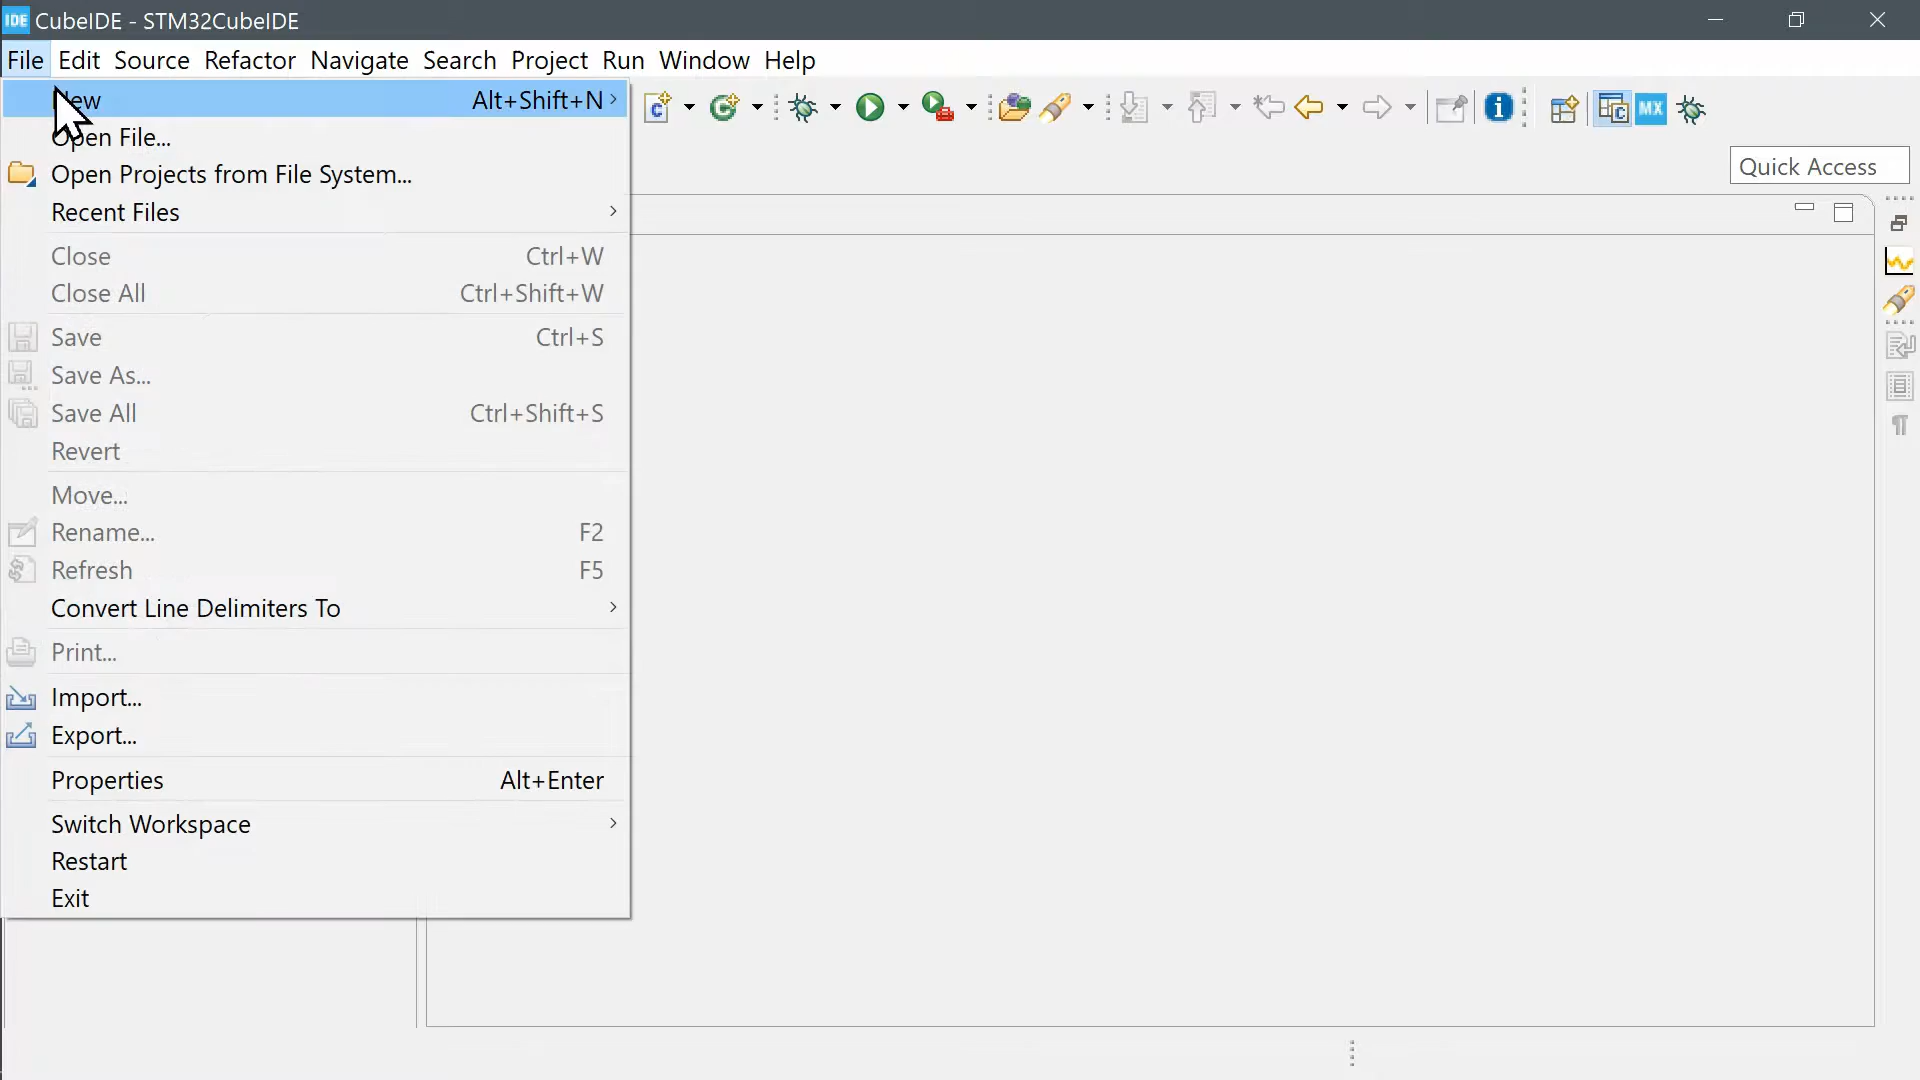 IDE CubeIDE - STM32CubeIDE
File Edit Source Refactor Navigate Search Project Run Window Help
New Alt+Shift+N
Open File...
Open Projects from File System...
Recent Files
Close Ctrl+W
Close All Ctrl+Shift+W
Save Ctrl+S
Save As...
Save All Ctrl+Shift+S
Revert
Move...
Rename... F2
Refresh F5
Convert Line Delimiters To
Print...
Import...
Export...
Properties Alt+Enter
Switch Workspace
Restart
Exit
MX
Quick Access